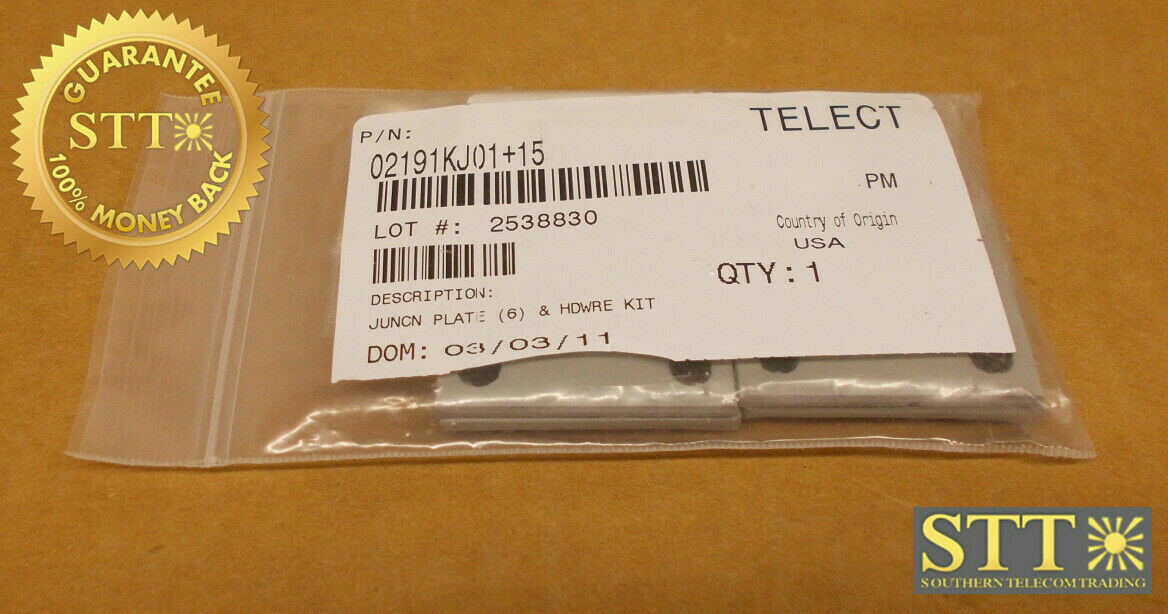 GUARANTEE
STT
100% MONEY BACK
TELECT
P/N:
02191KJ01+15
PM
LOT #: 2538830
Country of Origin
USA
QTY: 1
DESCRIPTION:
JUNCN PLATE (6) & HDWRE KIT
DOM: 03/03/11
STT
SOUTHERN TELECOM TRADING